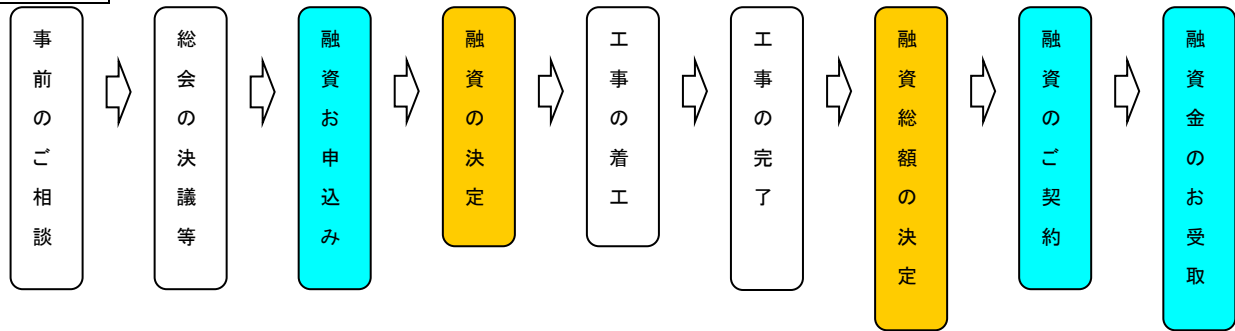 事前のご相談
総会の決議等
融資お申込み
融資の決定
工事の着工
工事の完了
融資総額の決定
融資のご契約
融資金のお受取